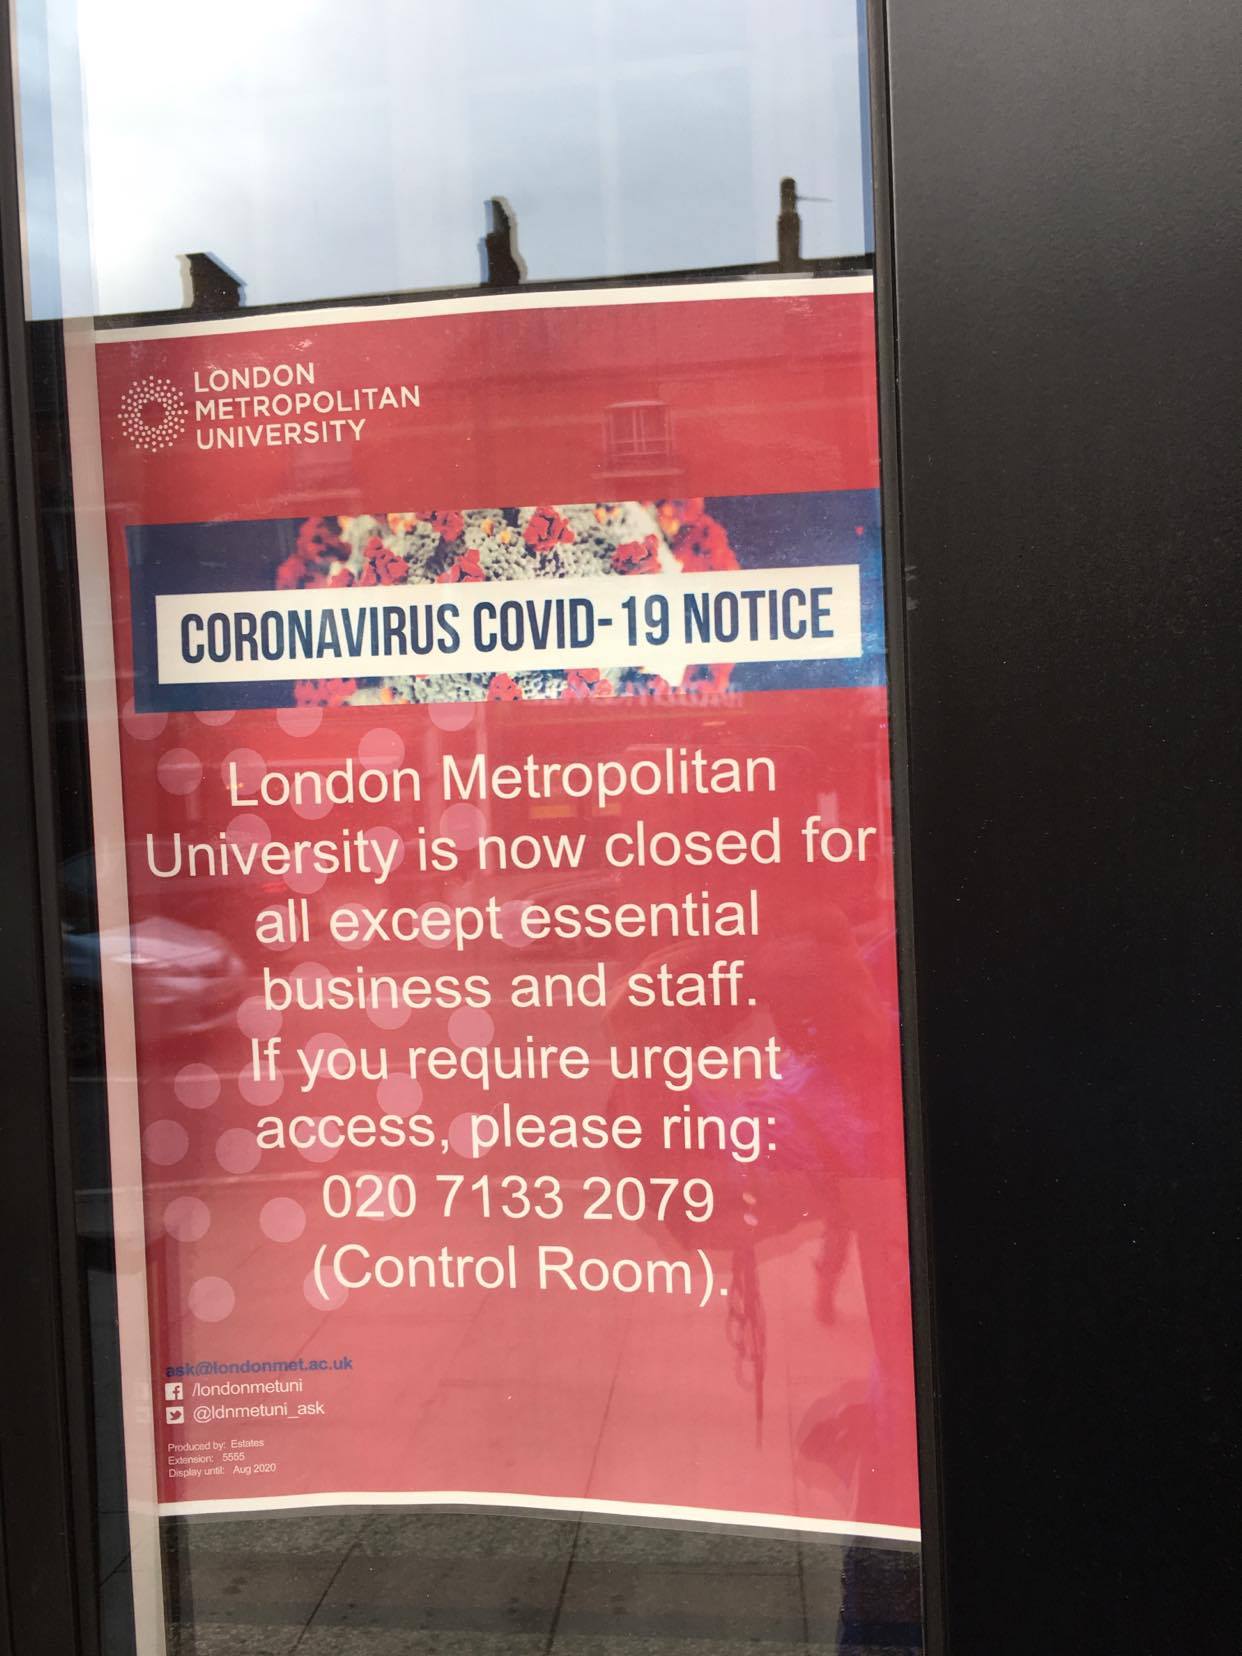 LONDON
METROPOLITAN
UNIVERSITY
CORONAVIRUS COVID-19 NOTICE
London Metropolitan
University is now closed for
all except essential
business and staff.
If you require urgent
access, please ring:
020 7133 2079
(Control Room).
ask@londonmet.ac.uk
/londonmetuni
@ldnmetuni_ask
Produced by: Estates
Extension: 5555
Display until: Aug 2020